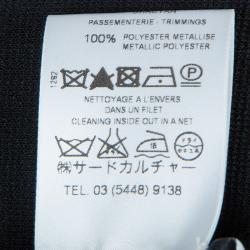 PASSEMENTERIE - TRIMMINGS
100% POLYESTER METALLISE
METALLIC POLYESTER
1292
NETTOYAGE A L'ENVERS
DANS UN FILET
CLEANING INSIDE OUT IN A NET
㈱サードカルチャー
TEL. 03 (5448) 9138